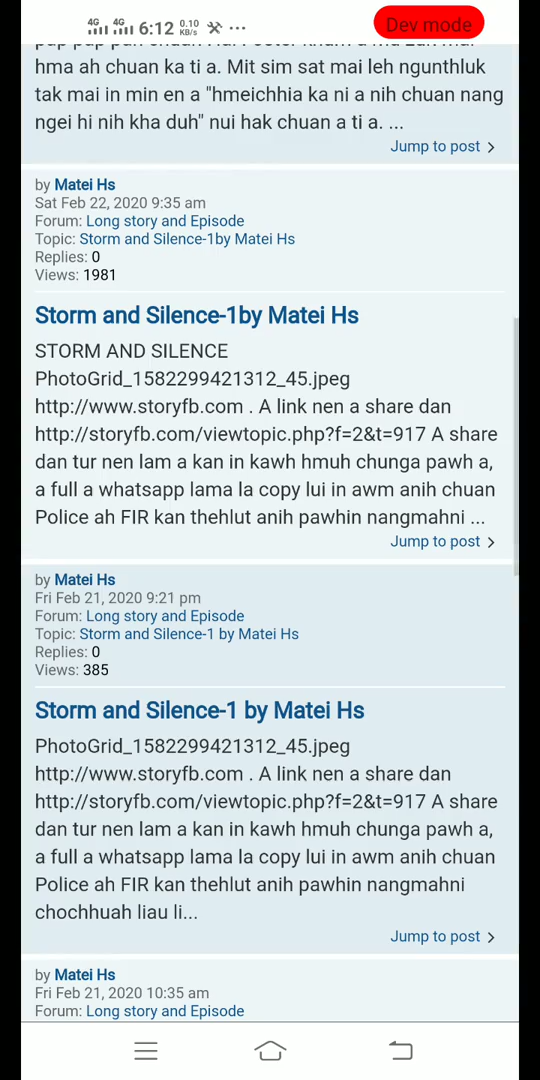 4G 4G 6:12 0.10 KB/s ...
Dev mode
hma ah chuan ka ti a. Mit sim sat mai leh ngunthluk
tak mai in min en a "hmeichhia ka ni a nih chuan nang
ngei hi nih kha duh" nui hak chuan a ti a. ...
Jump to post
by Matei Hs
Sat Feb 22, 2020 9:35 am
Forum: Long story and Episode
Topic: Storm and Silence-1by Matei Hs
Replies: 0
Views: 1981
Storm and Silence-1by Matei Hs
STORM AND SILENCE
PhotoGrid_1582299421312_45.jpeg
http://www.storyfb.com . A link nen a share dan
http://storyfb.com/viewtopic.php?f=2&t=917 A share
dan tur nen lam a kan in kawh hmuh chunga pawh a,
a full a whatsapp lama la copy lui in awm anih chuan
Police ah FIR kan thehlut anih pawhin nangmahni ...
Jump to post
by Matei Hs
Fri Feb 21, 2020 9:21 pm
Forum: Long story and Episode
Topic: Storm and Silence-1 by Matei Hs
Replies: 0
Views: 385
Storm and Silence-1 by Matei Hs
PhotoGrid_1582299421312_45.jpeg
http://www.storyfb.com . A link nen a share dan
http://storyfb.com/viewtopic.php?f=2&t=917 A share
dan tur nen lam a kan in kawh hmuh chunga pawh a,
a full a whatsapp lama la copy lui in awm anih chuan
Police ah FIR kan thehlut anih pawhin nangmahni
chochhuah liau li...
Jump to post
by Matei Hs
Fri Feb 21, 2020 10:35 am
Forum: Long story and Episode